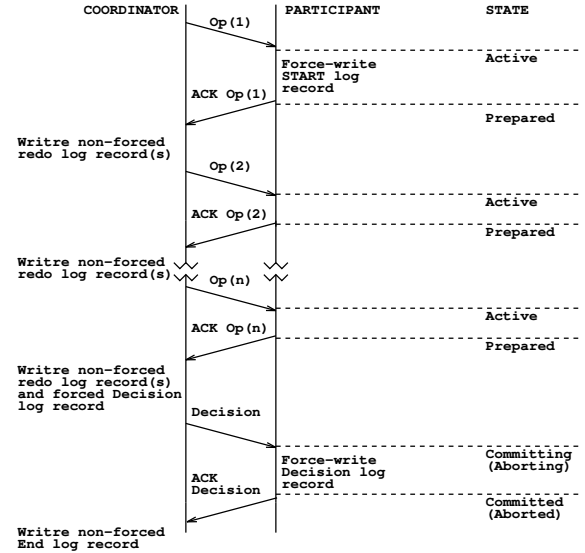 COORDINATOR PARTICIPANT STATE
Op(1)
Active
Force-write
START log
record
ACK Op(1)
Prepared
Writre non-forced
redo log record(s)
Op(2)
Active
ACK Op(2)
Prepared
Writre non-forced
redo log record(s)
Op(n)
Active
ACK Op(n)
Prepared
Writre non-forced
redo log record(s)
and forced Decision
log record
Decision
Committing
(Aborting)
Force-write
Decision log
record
ACK
Decision
Committed
(Aborted)
Writre non-forced
End log record